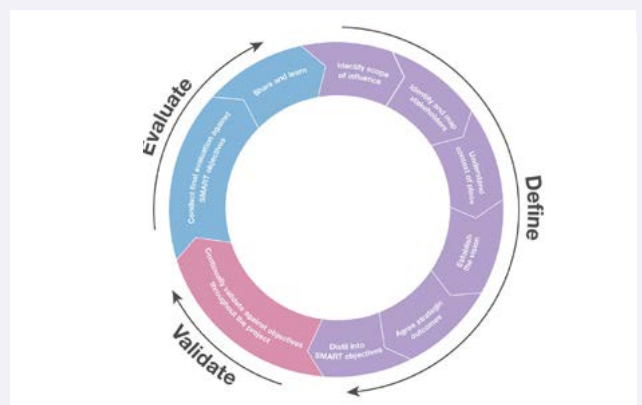 Define
Identify scope
of influence
Identify and map
stakeholders
Understand
context of place
Establish
the vision
Agree strategic
outcomes
Distil into
SMART objectives
Validate
Continually validate against objectives
throughout the project
Evaluate
Conduct final evaluation against
SMART objectives
Share and learn